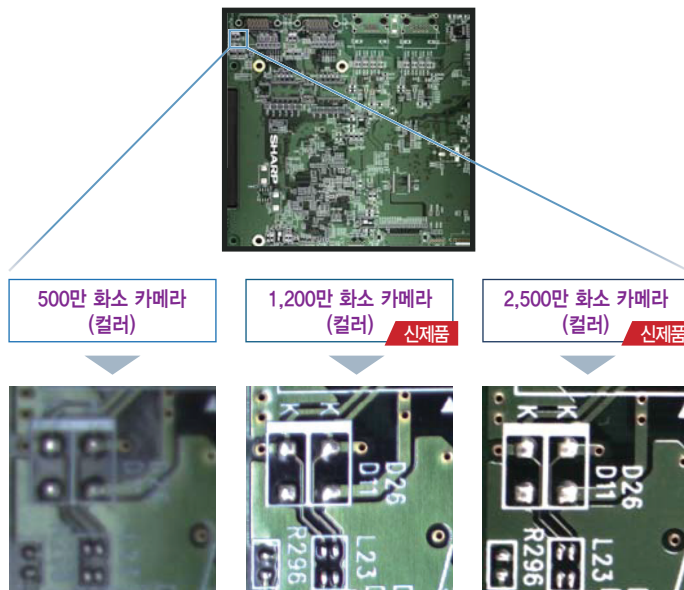 SHARP
500만 화소 카메라
(컬러)
1,200만 화소 카메라
(컬러)
신제품
2,500만 화소 카메라
(컬러)
신제품
K K
D11
D26
R296
L23
K K
D11
D26
R296
L23